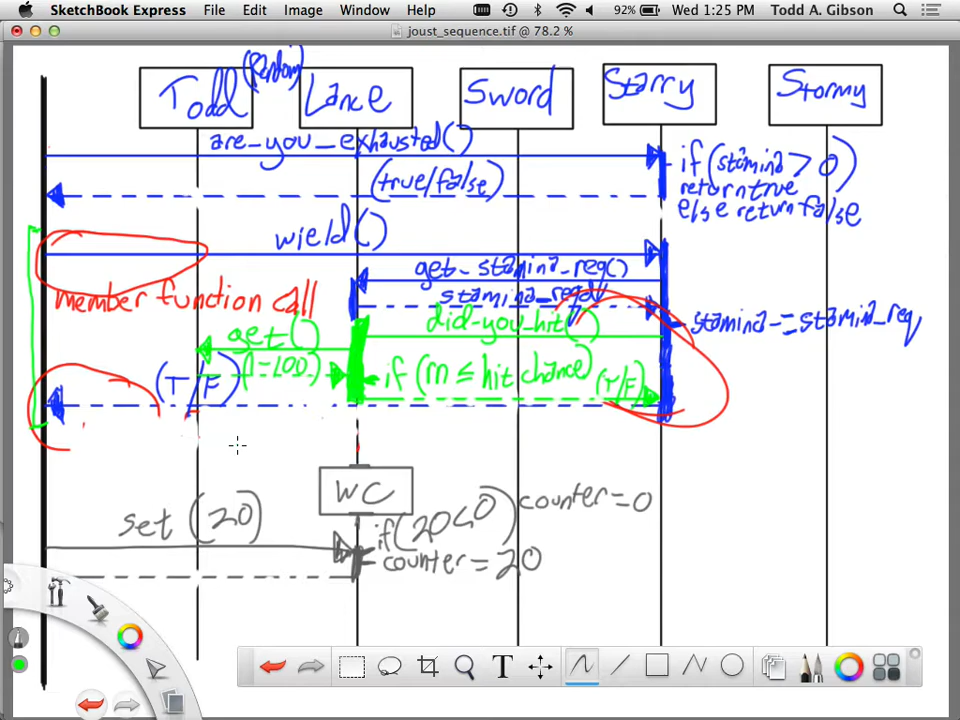 SketchBook Express File Edit Image Window Help 92% Wed 1:25 PM Todd A. Gibson
joust_sequence.tif @ 78.2 %
Todd (Random) Lance Sword Starry Stormy
are_you_exhausted()
if (stamina > 0)
return true
else return false
(true/false)
wield()
get_stamina_req()
stamina_req
member function call
stamina -= stamina_req
did-you_hit()
get()
(1-100)
if (rn ≤ hit chance)
(T/F)
(T/F)
WC
set (20)
if(20<0) counter=0
counter = 20
T